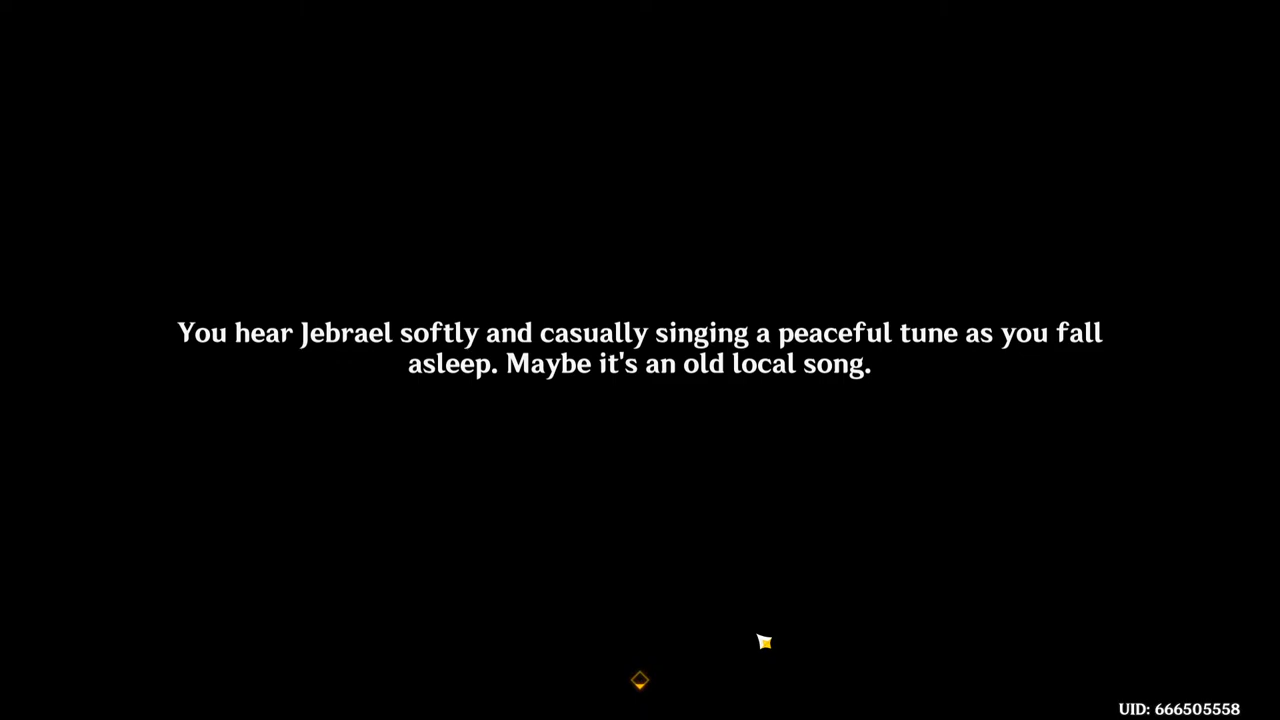 You hear Jebrael softly and casually singing a peaceful tune as you fall
asleep. Maybe it's an old local song.
UID: 666505558